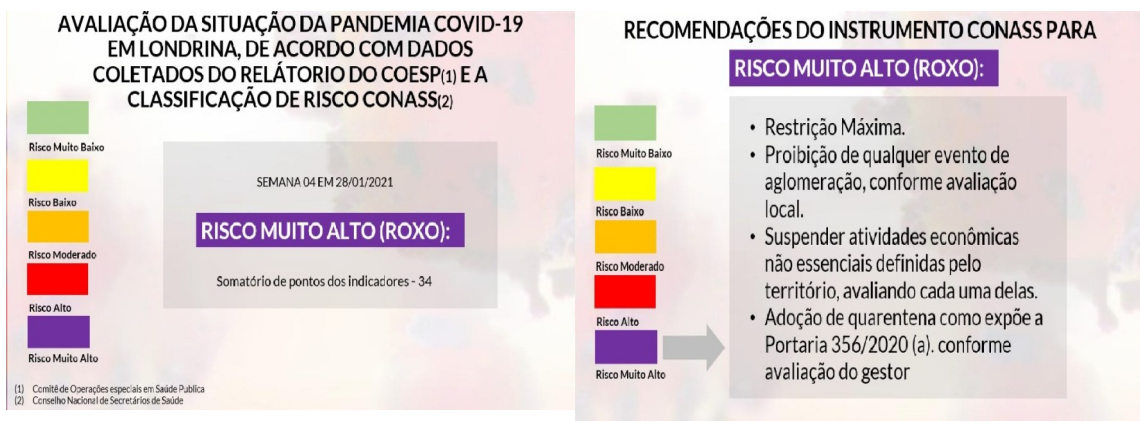 AVALIAÇÃO DA SITUAÇÃO DA PANDEMIA COVID-19
EM LONDRINA, DE ACORDO COM DADOS
COLETADOS DO RELÁTORIO DO COESP(1) E A
CLASSIFICAÇÃO DE RISCO CONASS(2)
Risco Muito Baixo
Risco Baixo
Risco Moderado
Risco Alto
Risco Muito Alto
SEMANA 04 EM 28/01/2021
RISCO MUITO ALTO (ROXO):
Somatório de pontos dos indicadores - 34
(1) Comitê de Operações especiais em Saúde Publica
(2) Conselho Nacional de Secretários de Saúde
RECOMENDAÇÕES DO INSTRUMENTO CONASS PARA
RISCO MUITO ALTO (ROXO):
Risco Muito Baixo
Risco Baixo
Risco Moderado
Risco Alto
Risco Muito Alto
• Restrição Máxima.
• Proibição de qualquer evento de
aglomeração, conforme avaliação
local.
• Suspender atividades econômicas
não essenciais definidas pelo
território, avaliando cada uma delas.
• Adoção de quarentena como expõe a
Portaria 356/2020 (a). conforme
avaliação do gestor